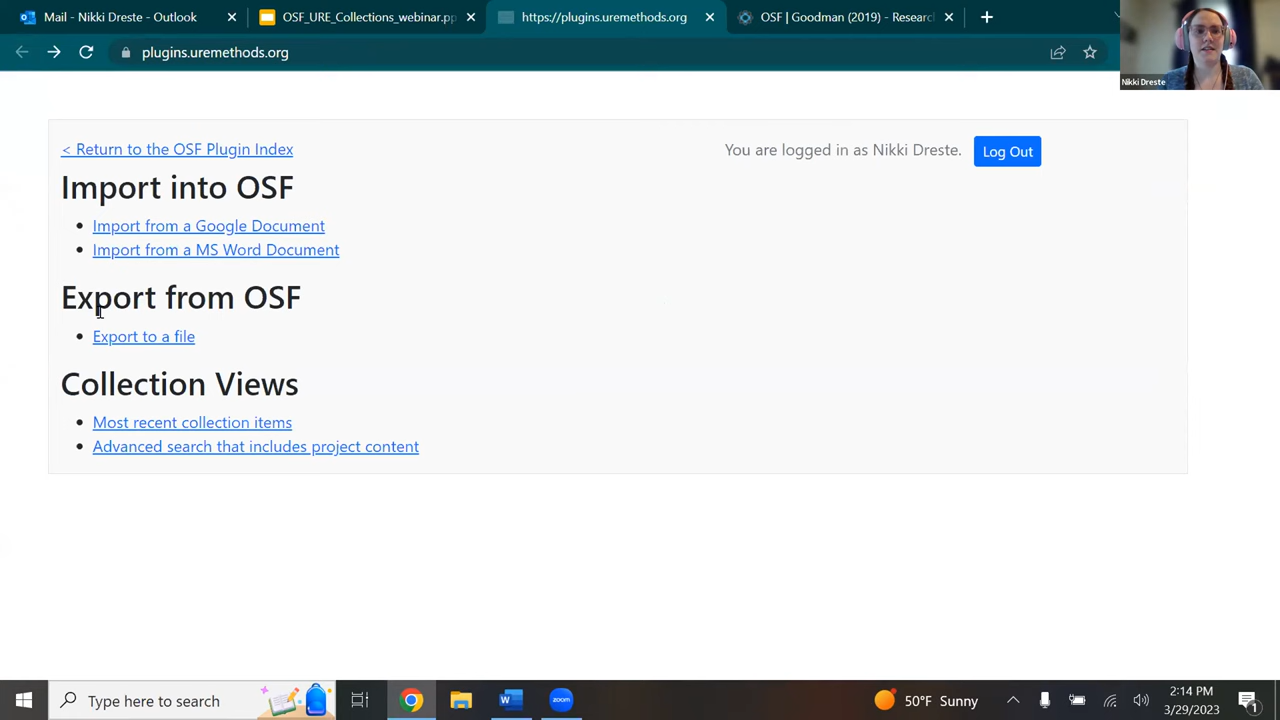 Mail - Nikki Dreste - Outlook
OSF_URE_Collections_webinar.pp
https://plugins.uremethods.org
OSF | Goodman (2019) - Researc
plugins.uremethods.org
Nikki Dreste
< Return to the OSF Plugin Index
You are logged in as Nikki Dreste.
Log Out
Import into OSF
Import from a Google Document
Import from a MS Word Document
Export from OSF
Export to a file
Collection Views
Most recent collection items
Advanced search that includes project content
Type here to search
zoom
50°F Sunny
2:14 PM
3/29/2023
1